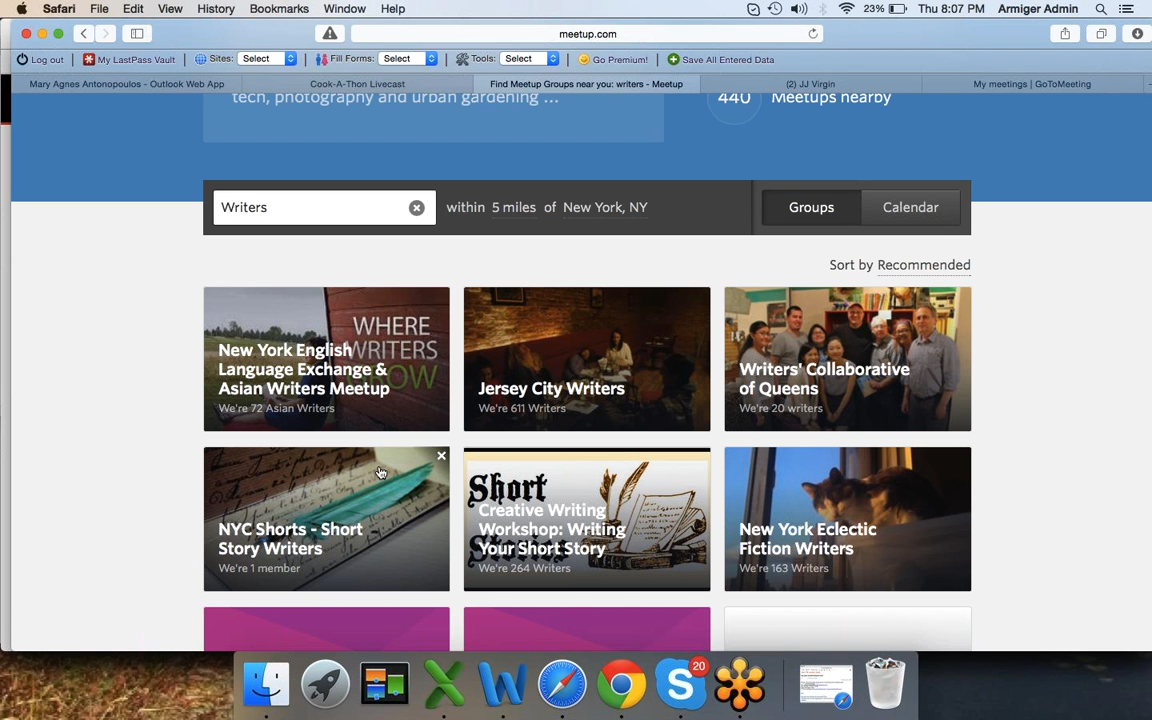 Safari File Edit View History Bookmarks Window Help 23% Thu 8:07 PM Armiger Admin
meetup.com
Log out My LastPass Vault Sites: Select Fill Forms: Select Tools: Select Go Premium! Save All Entered Data
Mary Agnes Antonopoulos - Outlook Web App Cook-A-Thon Livecast Find Meetup Groups near you: writers - Meetup (2) JJ Virgin My meetings | GoToMeeting
tech, photography and urban gardening ... 440 Meetups nearby
Writers within 5 miles of New York, NY Groups Calendar
Sort by Recommended
WHERE
WRITERS
New York English
Language Exchange &
Asian Writers Meetup
We're 72 Asian Writers
Jersey City Writers
We're 611 Writers
Writers' Collaborative
of Queens
We're 20 writers
NYC Shorts - Short
Story Writers
We're 1 member
Short
Creative Writing
Workshop: Writing
Your Short Story
We're 264 Writers
New York Eclectic
Fiction Writers
We're 163 Writers
20